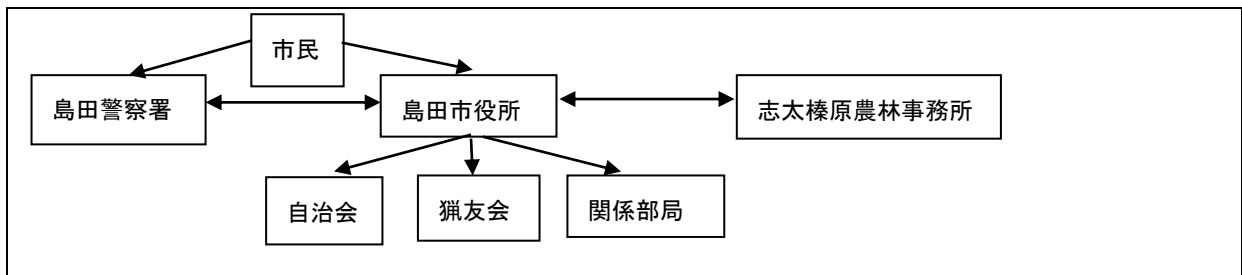 市民
島田警察署
島田市役所
志太榛原農林事務所
自治会
猟友会
関係部局